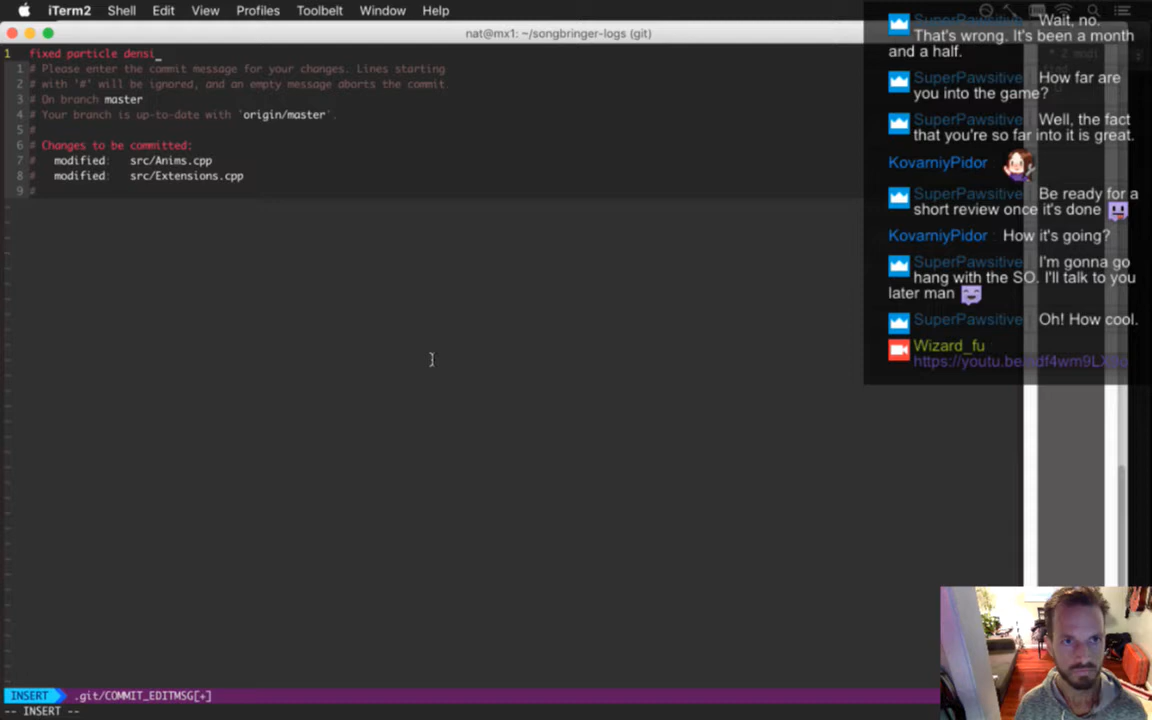 iTerm2 Shell Edit View Profiles Toolbelt Window Help
nat@mx1: ~/songbringer-logs (git)
1 fixed particle densi
1 # Please enter the commit message for your changes. Lines starting
2 # with '#' will be ignored, and an empty message aborts the commit.
3 # On branch master
4 # Your branch is up-to-date with 'origin/master'.
5 #
6 # Changes to be committed:
7 # modified: src/Anims.cpp
8 # modified: src/Extensions.cpp
9 #
INSERT .git/COMMIT_EDITMSG[+]
-- INSERT --
SuperPawsitive Wait, no.
That's wrong. It's been a month
and a half.
SuperPawsitive How far are
you into the game?
SuperPawsitive Well, the fact
that you're so far into it is great.
KovarniyPidor
SuperPawsitive Be ready for a
short review once it's done
KovarniyPidor How it's going?
SuperPawsitive I'm gonna go
hang with the SO. I'll talk to you
later man
SuperPawsitive Oh! How cool.
Wizard_fu